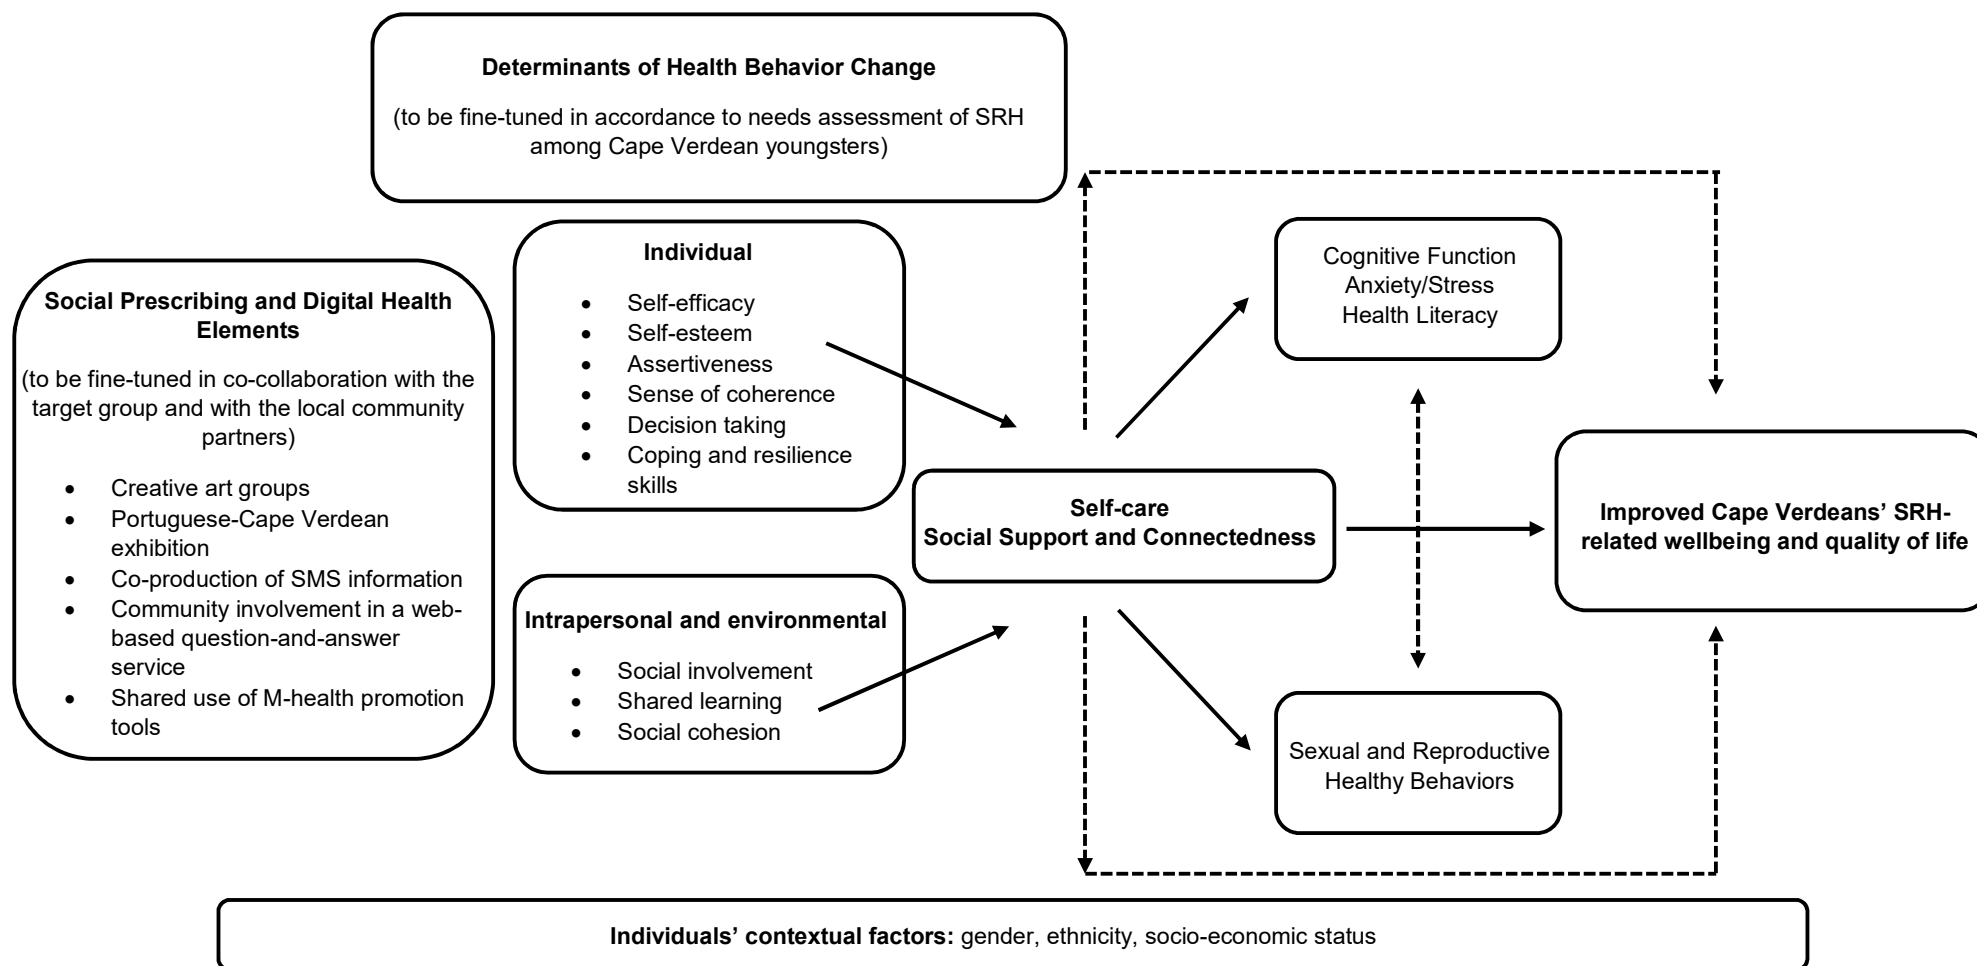 Determinants of Health Behavior Change
(to be fine-tuned in accordance to needs assessment of SRH
among Cape Verdean youngsters)
Social Prescribing and Digital Health
Elements
(to be fine-tuned in co-collaboration with the
target group and with the local community
partners)
• Creative art groups
• Portuguese-Cape Verdean
exhibition
• Co-production of SMS information
• Community involvement in a web-
based question-and-answer
service
• Shared use of M-health promotion
tools
Individual
• Self-efficacy
• Self-esteem
• Assertiveness
• Sense of coherence
• Decision taking
• Coping and resilience
skills
Intrapersonal and environmental
• Social involvement
• Shared learning
• Social cohesion
Self-care
Social Support and Connectedness
Cognitive Function
Anxiety/Stress
Health Literacy
Sexual and Reproductive
Healthy Behaviors
Improved Cape Verdeans’ SRH-
related wellbeing and quality of life
Individuals’ contextual factors: gender, ethnicity, socio-economic status